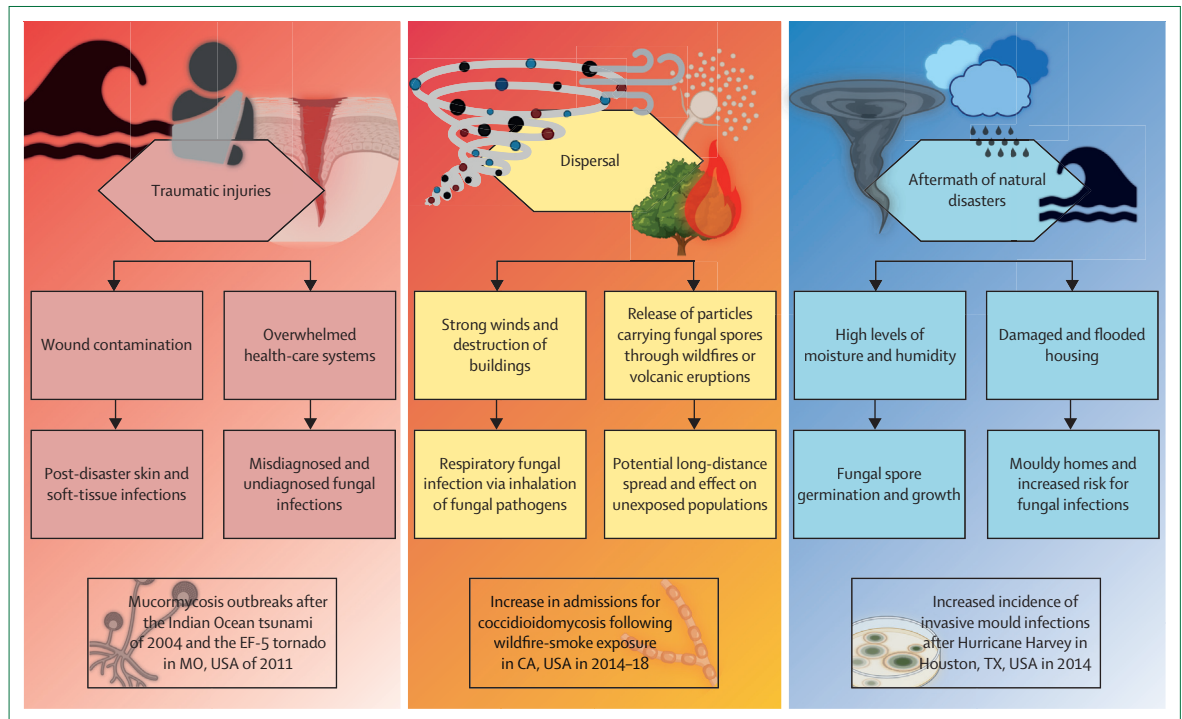 Traumatic injuries
Wound contamination
Overwhelmed
health-care systems
Post-disaster skin and
soft-tissue infections
Misdiagnosed and
undiagnosed fungal
infections
Mucormycosis outbreaks after
the Indian Ocean tsunami
of 2004 and the EF-5 tornado
in MO, USA of 2011
Dispersal
Strong winds and
destruction of
buildings
Release of particles
carrying fungal spores
through wildfires or
volcanic eruptions
Respiratory fungal
infection via inhalation
of fungal pathogens
Potential long-distance
spread and effect on
unexposed populations
Increase in admissions for
coccidioidomycosis following
wildfire-smoke exposure
in CA, USA in 2014–18
Aftermath of natural
disasters
High levels of
moisture and humidity
Damaged and flooded
housing
Fungal spore
germination and growth
Mouldy homes and
increased risk for
fungal infections
Increased incidence of
invasive mould infections
after Hurricane Harvey in
Houston, TX, USA in 2014